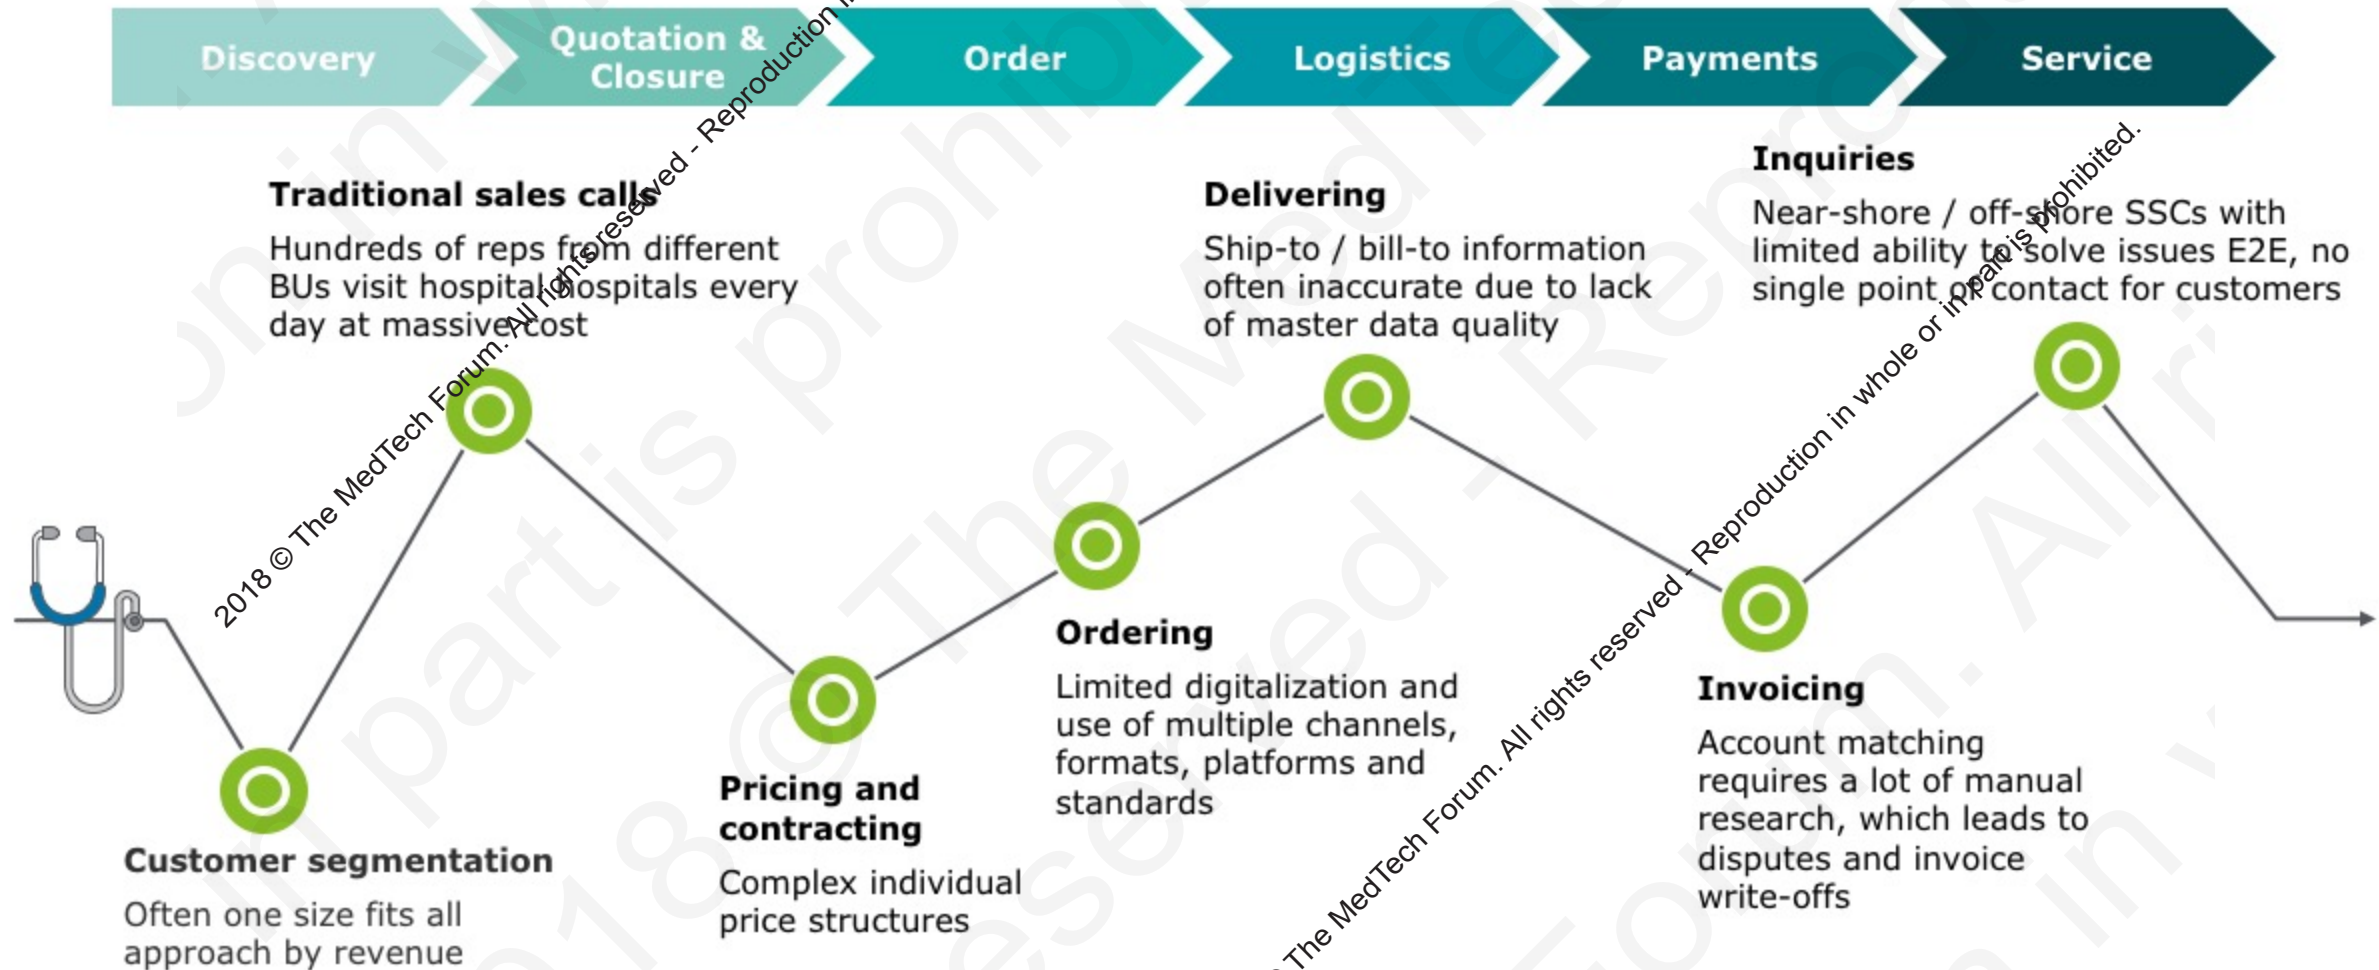 Discovery
Quotation &
Closure
Order
Logistics
Payments
Service
Traditional sales calls
Hundreds of reps from different
BUs visit hospital hospitals every
day at massive cost
Delivering
Ship-to / bill-to information
often inaccurate due to lack
of master data quality
Inquiries
Near-shore / off-shore SSCs with
limited ability to solve issues E2E, no
single point of contact for customers
Ordering
Limited digitalization and
use of multiple channels,
formats, platforms and
standards
Invoicing
Account matching
requires a lot of manual
research, which leads to
disputes and invoice
write-offs
Pricing and
contracting
Complex individual
price structures
Customer segmentation
Often one size fits all
approach by revenue
2018 © The MedTech Forum. All rights reserved - Reproduction
The MedTech Forum. All rights reserved - Reproduction in whole or in part is prohibited.